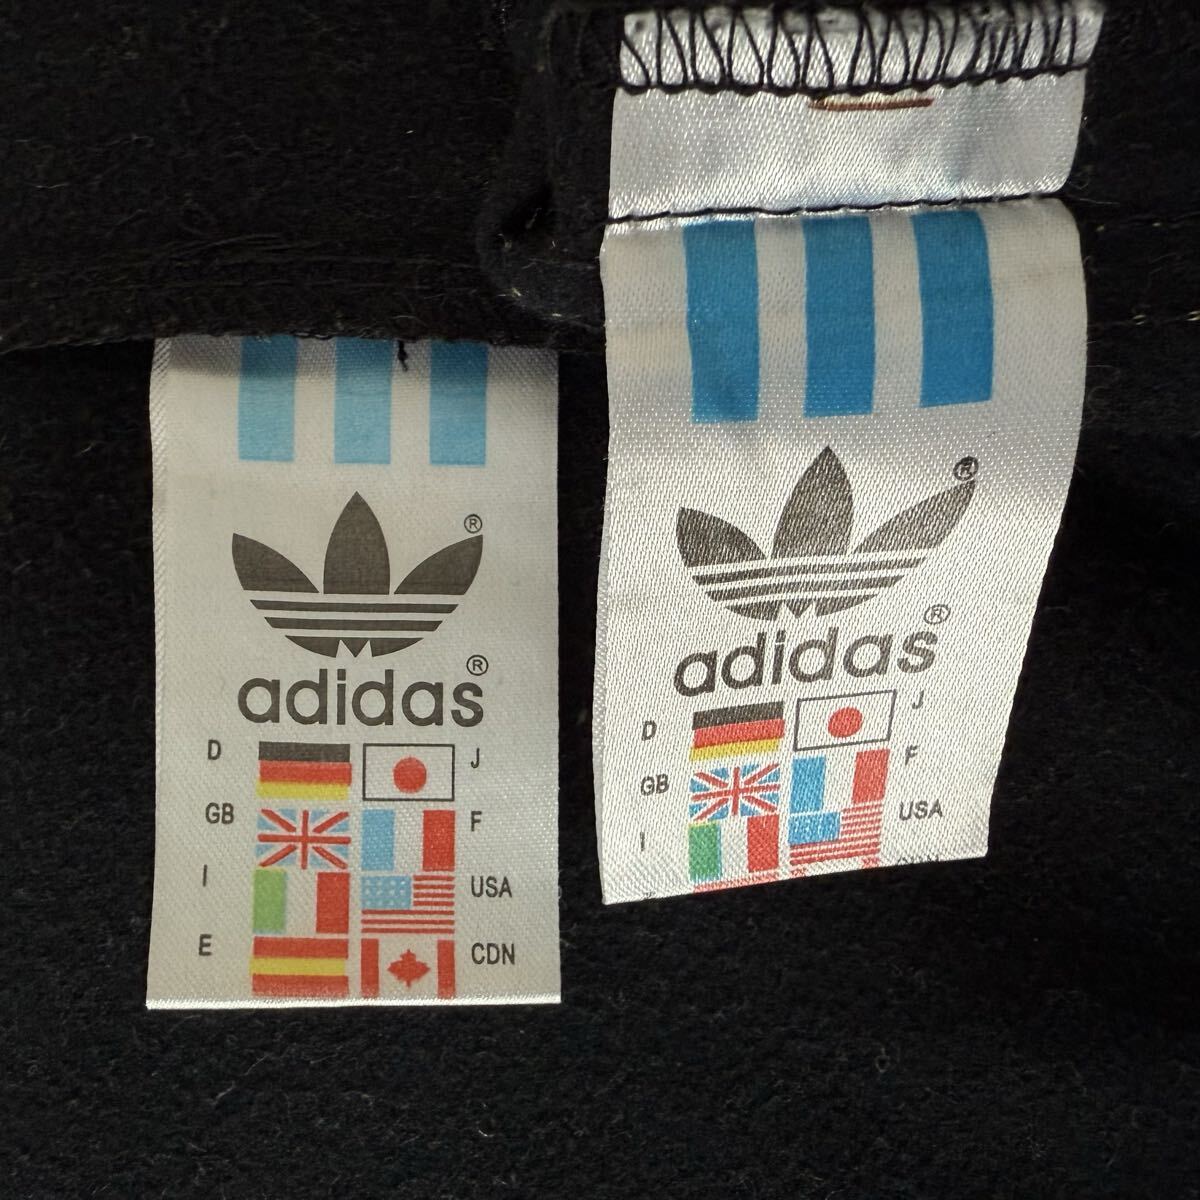 ®
adidas®
D J
GB F
I USA
E CDN
®
adidas®
D J
GB F
I USA